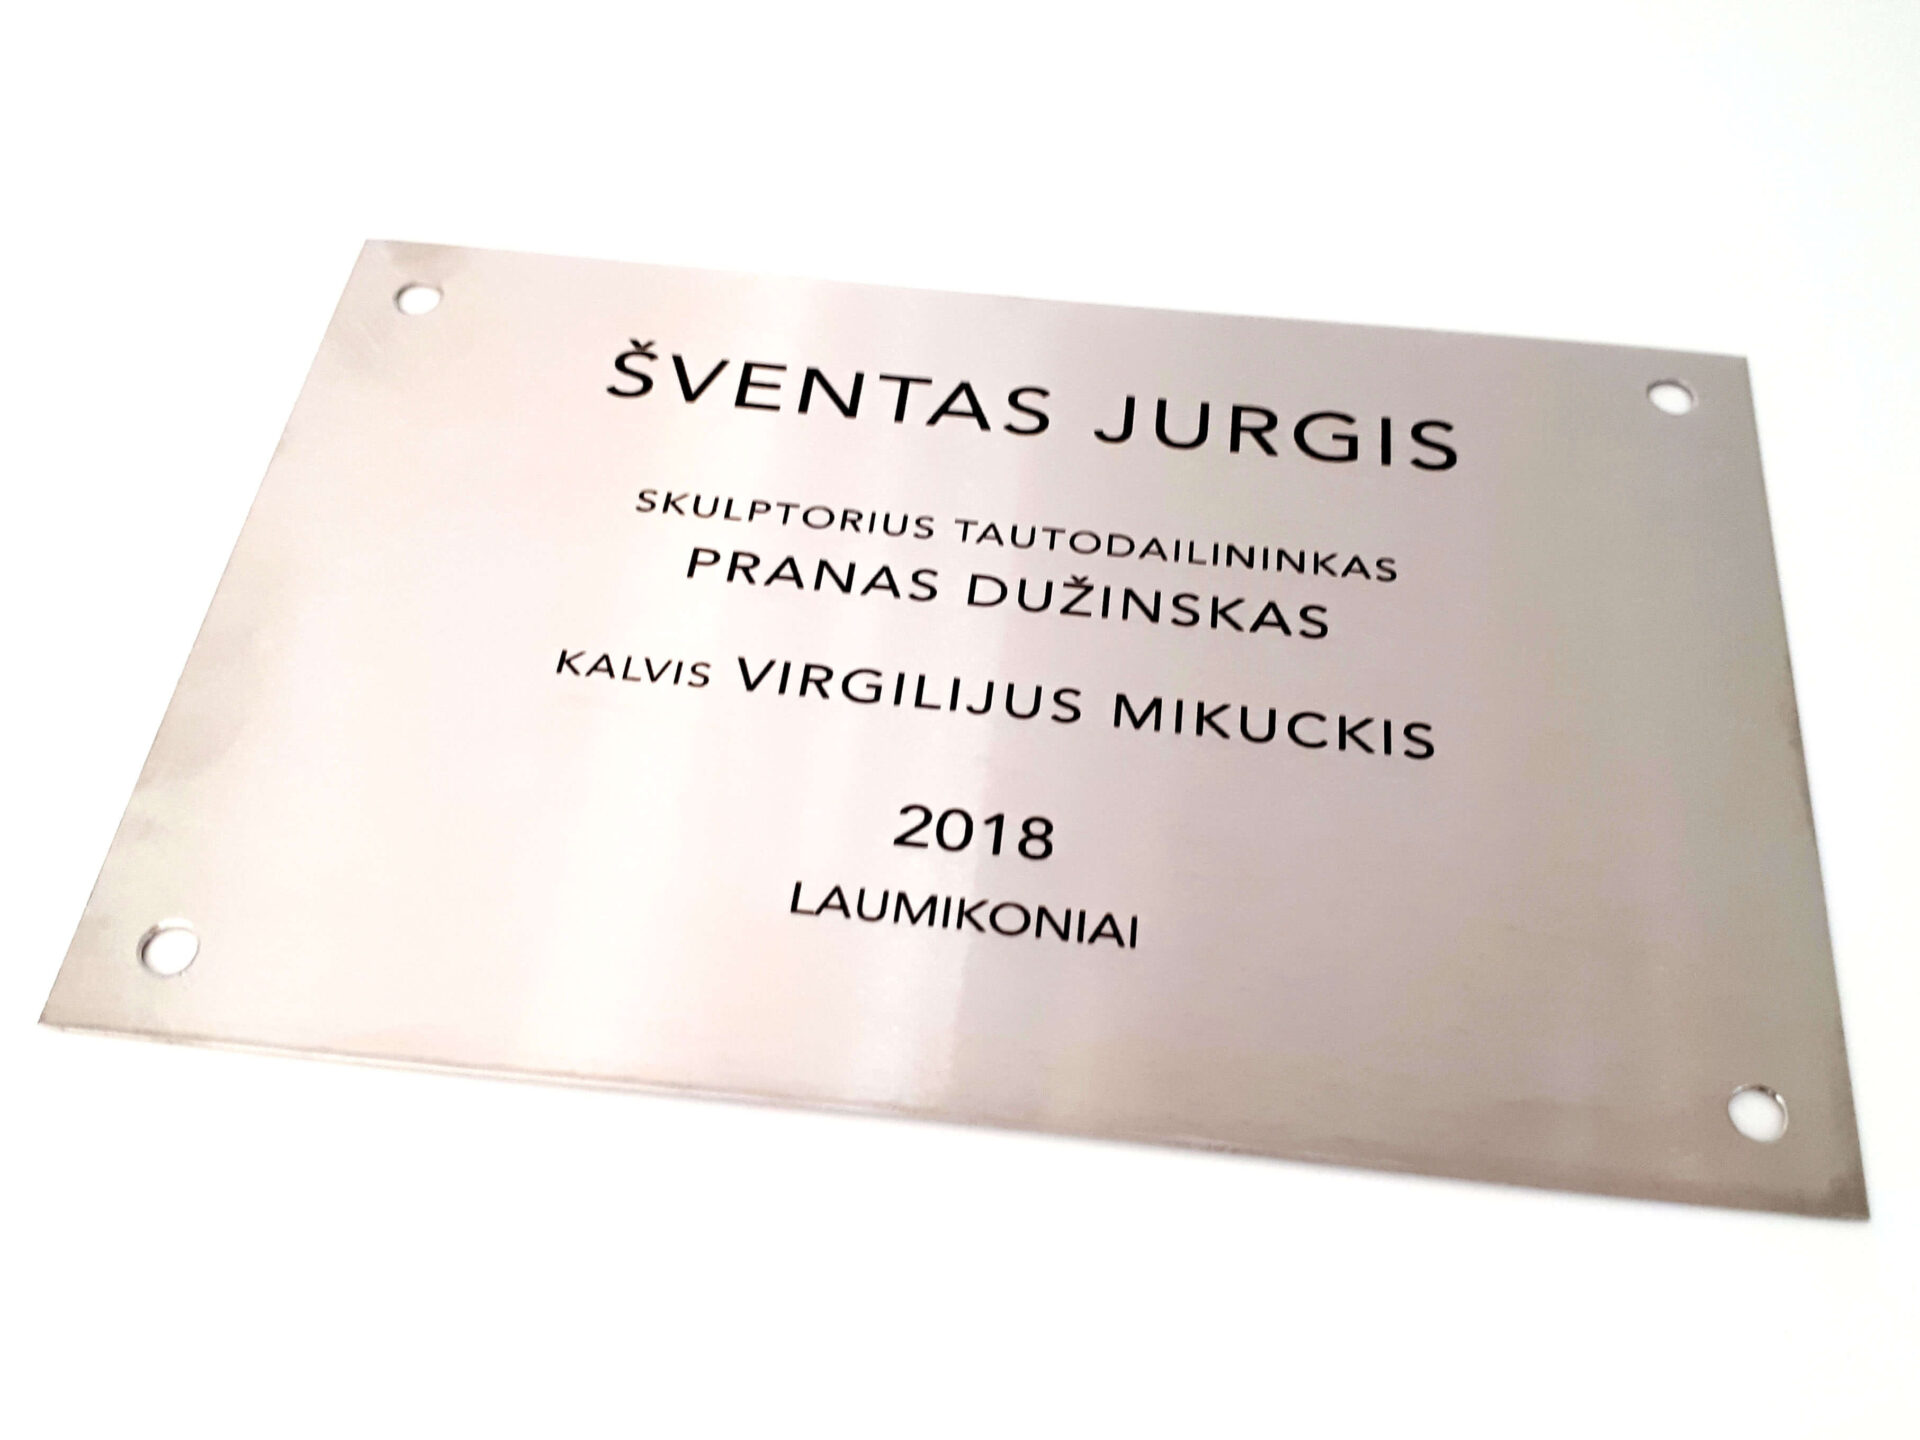 ŠVENTAS JURGIS
SKULPTORIUS TAUTODAILININKAS
PRANAS DUŽINSKAS
KALVIS VIRGILIJUS MIKUCKIS
2018
LAUMIKONIAI